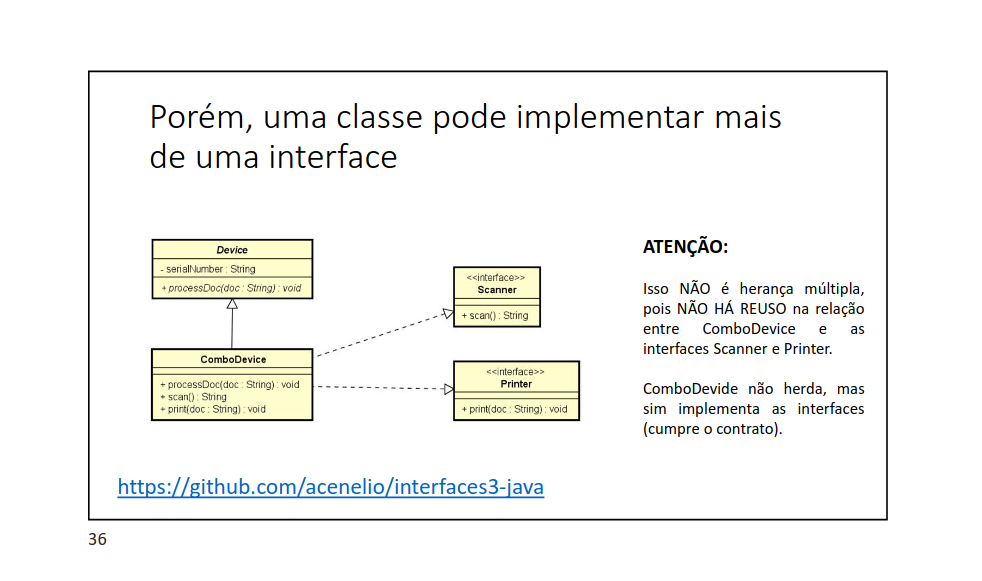 Porém, uma classe pode implementar mais
de uma interface
Device
- serialNumber : String
+ processDoc(doc : String) : void
ComboDevice
+ processDoc(doc : String) : void
+ scan() : String
+ print(doc : String) : void
<<interface>>
Scanner
+ scan() : String
<<interface>>
Printer
+ print(doc : String) : void
ATENÇÃO:
Isso NÃO é herança múltipla,
pois NÃO HÁ REUSO na relação
entre ComboDevice e as
interfaces Scanner e Printer.
ComboDevide não herda, mas
sim implementa as interfaces
(cumpre o contrato).
https://github.com/acenelio/interfaces3-java
36